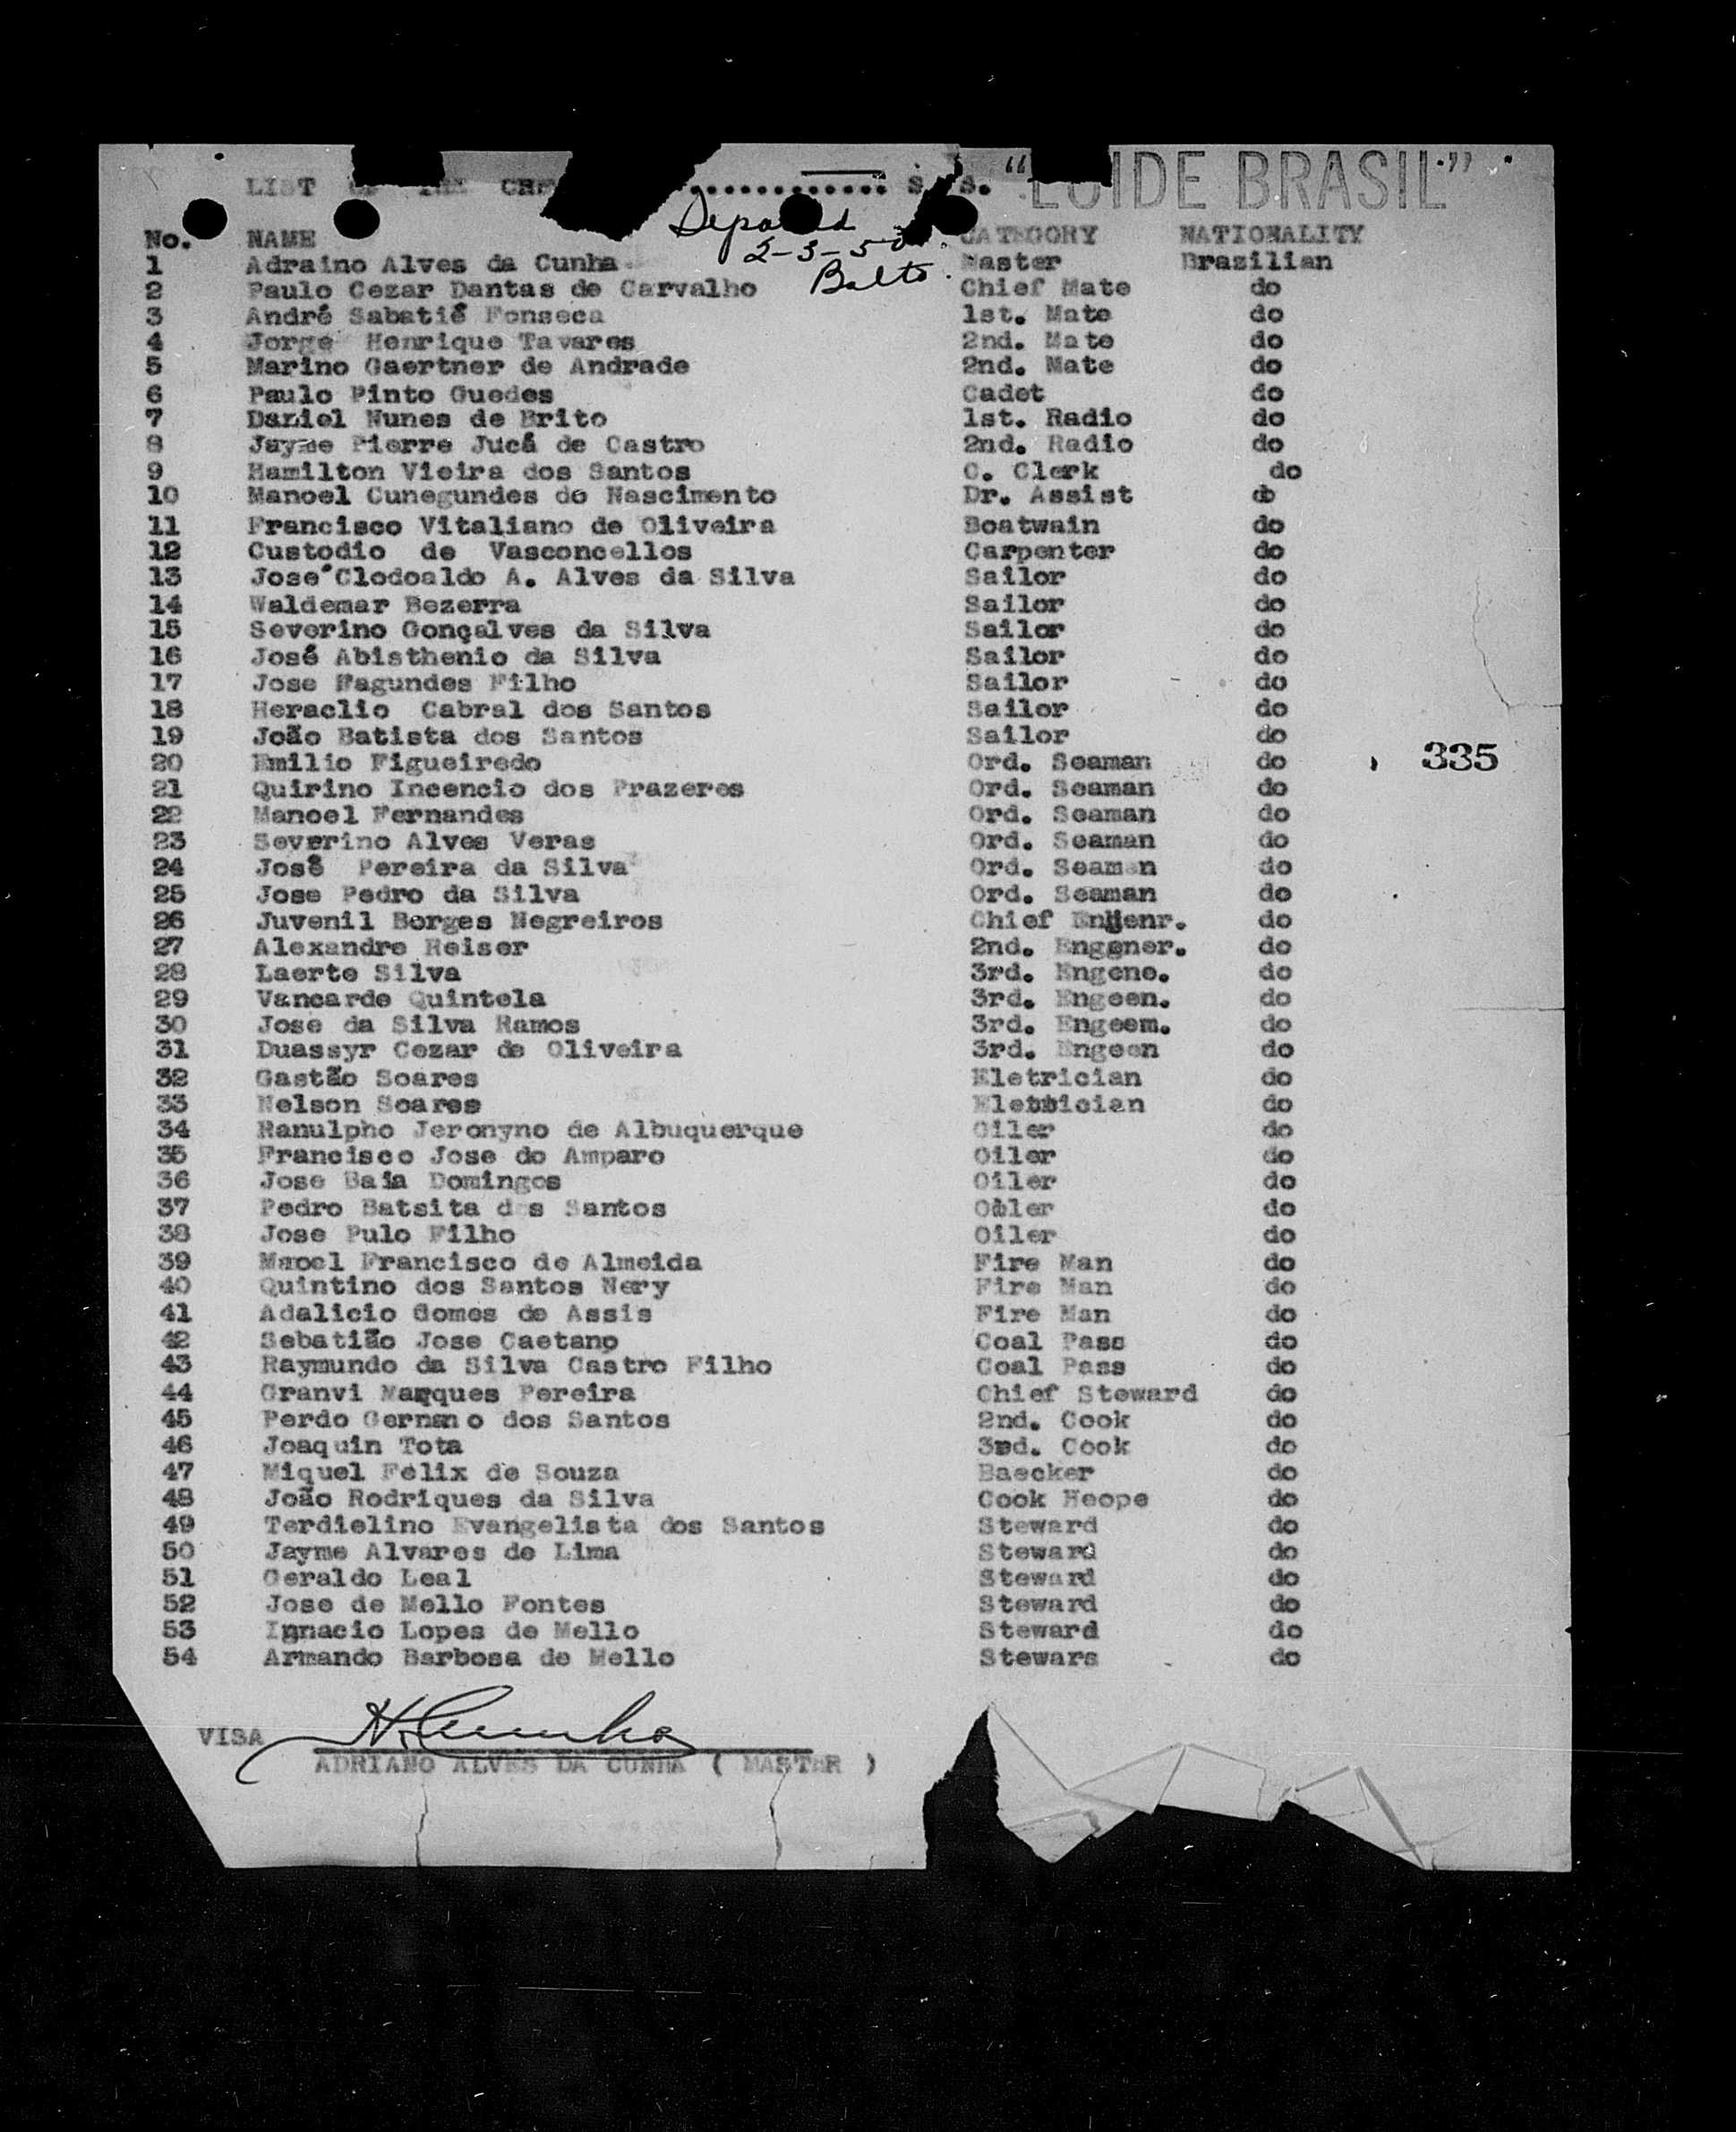 LIST OF THE CREW ............ S/S. "LOIDE BRASIL"
Departed
2-3-50
Balto.
No. NAME CATEGORY NATIONALITY
1 Adraino Alves da Cunha Master Brazilian
2 Paulo Cezar Dantas de Carvalho Chief Mate do
3 André Sabatié Fonseca 1st. Mate do
4 Jorge Henrique Tavares 2nd. Mate do
5 Marino Gaertner de Andrade 2nd. Mate do
6 Paulo Pinto Guedes Cadet do
7 Daniel Nunes de Brito 1st. Radio do
8 Jayme Pierre Jucá de Castro 2nd. Radio do
9 Hamilton Vieira dos Santos C. Clerk do
10 Manoel Cunegundes do Nascimento Dr. Assist do
11 Francisco Vitaliano de Oliveira Boatwain do
12 Custodio de Vasconcellos Carpenter do
13 José Clodoaldo A. Alves da Silva Sailor do
14 Waldemar Bezerra Sailor do
15 Severino Gonçalves da Silva Sailor do
16 José Abisthenio da Silva Sailor do
17 Jose Fagundes Filho Sailor do
18 Heraclio Cabral dos Santos Sailor do
19 João Batista dos Santos Sailor do
20 Emilio Figueiredo Ord. Seaman do 335
21 Quirino Incencio dos Prazeres Ord. Seaman do
22 Manoel Fernandes Ord. Seaman do
23 Severino Alves Veras Ord. Seaman do
24 José Pereira da Silva Ord. Seaman do
25 Jose Pedro da Silva Ord. Seaman do
26 Juvenil Borges Negreiros Chief Engenr. do
27 Alexandre Heiser 2nd. Engener. do
28 Laerte Silva 3rd. Engene. do
29 Vancarde Quintela 3rd. Engeen. do
30 Jose da Silva Ramos 3rd. Engeem. do
31 Duassyr Cezar de Oliveira 3rd. Engeen do
32 Gastão Soares Eletrician do
33 Nelson Soares Eletrician do
34 Ranulpho Jeronyno de Albuquerque Oiler do
35 Francisco Jose do Amparo Oiler do
36 Jose Baia Domingos Oiler do
37 Pedro Batsita dos Santos Oiler do
38 Jose Pulo Filho Oiler do
39 Maoel Francisco de Almeida Fire Man do
40 Quintino dos Santos Nery Fire Man do
41 Adalicio Gomes de Assis Fire Man do
42 Sebatião Jose Caetano Coal Pass do
43 Raymundo da Silva Castro Filho Coal Pass do
44 Granvi Marques Pereira Chief Steward do
45 Perdo Germano dos Santos 2nd. Cook do
46 Joaquin Tota 3rd. Cook do
47 Miquel Felix de Souza Baecker do
48 João Rodriques da Silva Cook Heope do
49 Terdielino Evangelista dos Santos Steward do
50 Jayme Alvares de Lima Steward do
51 Geraldo Leal Steward do
52 Jose de Mello Fontes Steward do
53 Ignacio Lopes de Mello Steward do
54 Armando Barbosa de Mello Stewars do
VISA A. Cunha
ADRIANO ALVES DA CUNHA ( MASTER )